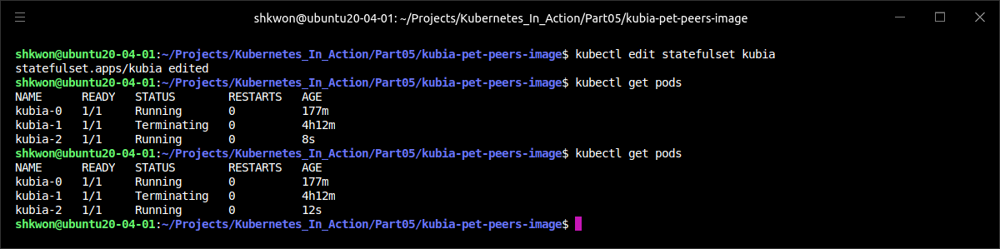 shkwon@ubuntu20-04-01: ~/Projects/Kubernetes_In_Action/Part05/kubia-pet-peers-image
shkwon@ubuntu20-04-01:~/Projects/Kubernetes_In_Action/Part05/kubia-pet-peers-image$ kubectl edit statefulset kubia
statefulset.apps/kubia edited
shkwon@ubuntu20-04-01:~/Projects/Kubernetes_In_Action/Part05/kubia-pet-peers-image$ kubectl get pods
NAME      READY   STATUS        RESTARTS   AGE
kubia-0   1/1     Running       0          177m
kubia-1   1/1     Terminating   0          4h12m
kubia-2   1/1     Running       0          8s
shkwon@ubuntu20-04-01:~/Projects/Kubernetes_In_Action/Part05/kubia-pet-peers-image$ kubectl get pods
NAME      READY   STATUS        RESTARTS   AGE
kubia-0   1/1     Running       0          177m
kubia-1   1/1     Terminating   0          4h12m
kubia-2   1/1     Running       0          12s
shkwon@ubuntu20-04-01:~/Projects/Kubernetes_In_Action/Part05/kubia-pet-peers-image$